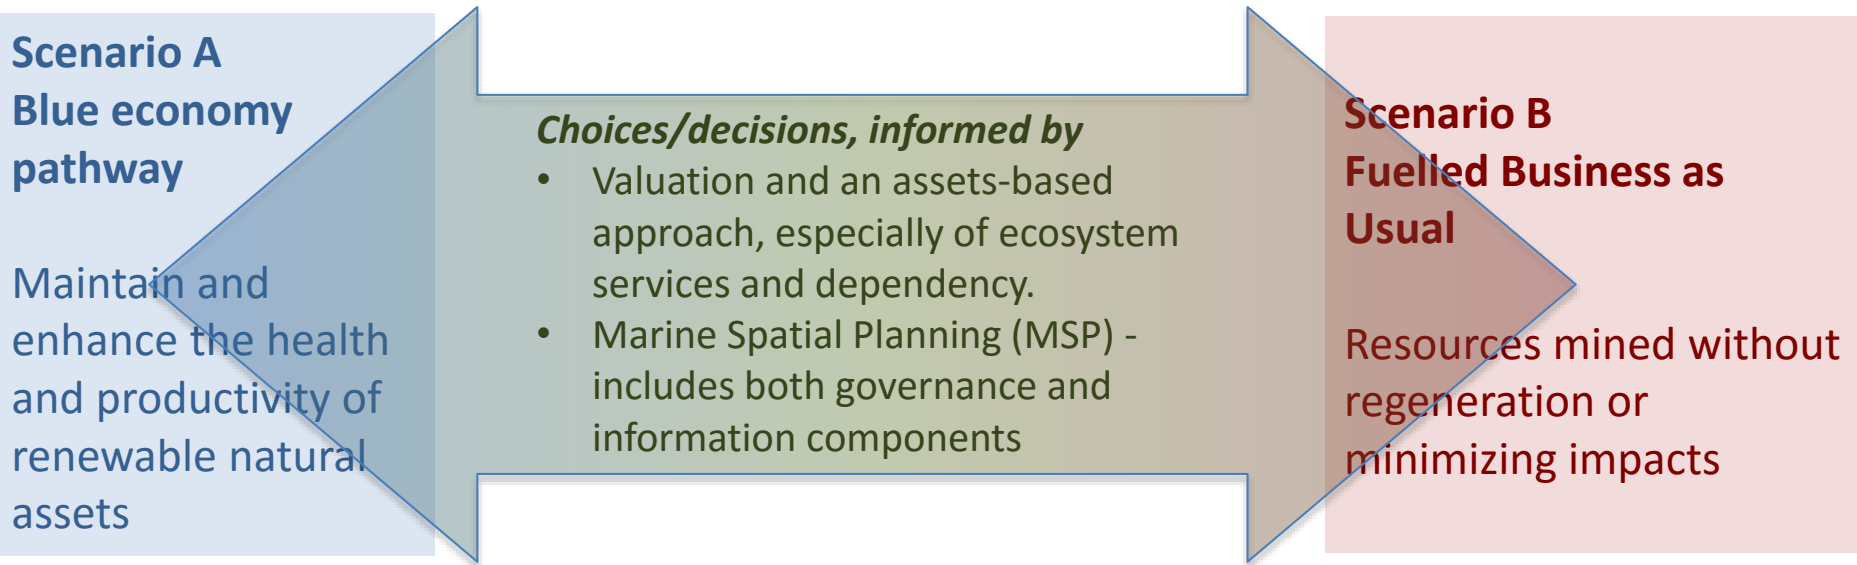 Scenario A
Blue economy
pathway
Maintain and
enhance the health
and productivity of
renewable natural
assets
Choices/decisions, informed by
• Valuation and an assets-based
approach, especially of ecosystem
services and dependency.
• Marine Spatial Planning (MSP) -
includes both governance and
information components
Scenario B
Fuelled Business as
Usual
Resources mined without
regeneration or
minimizing impacts